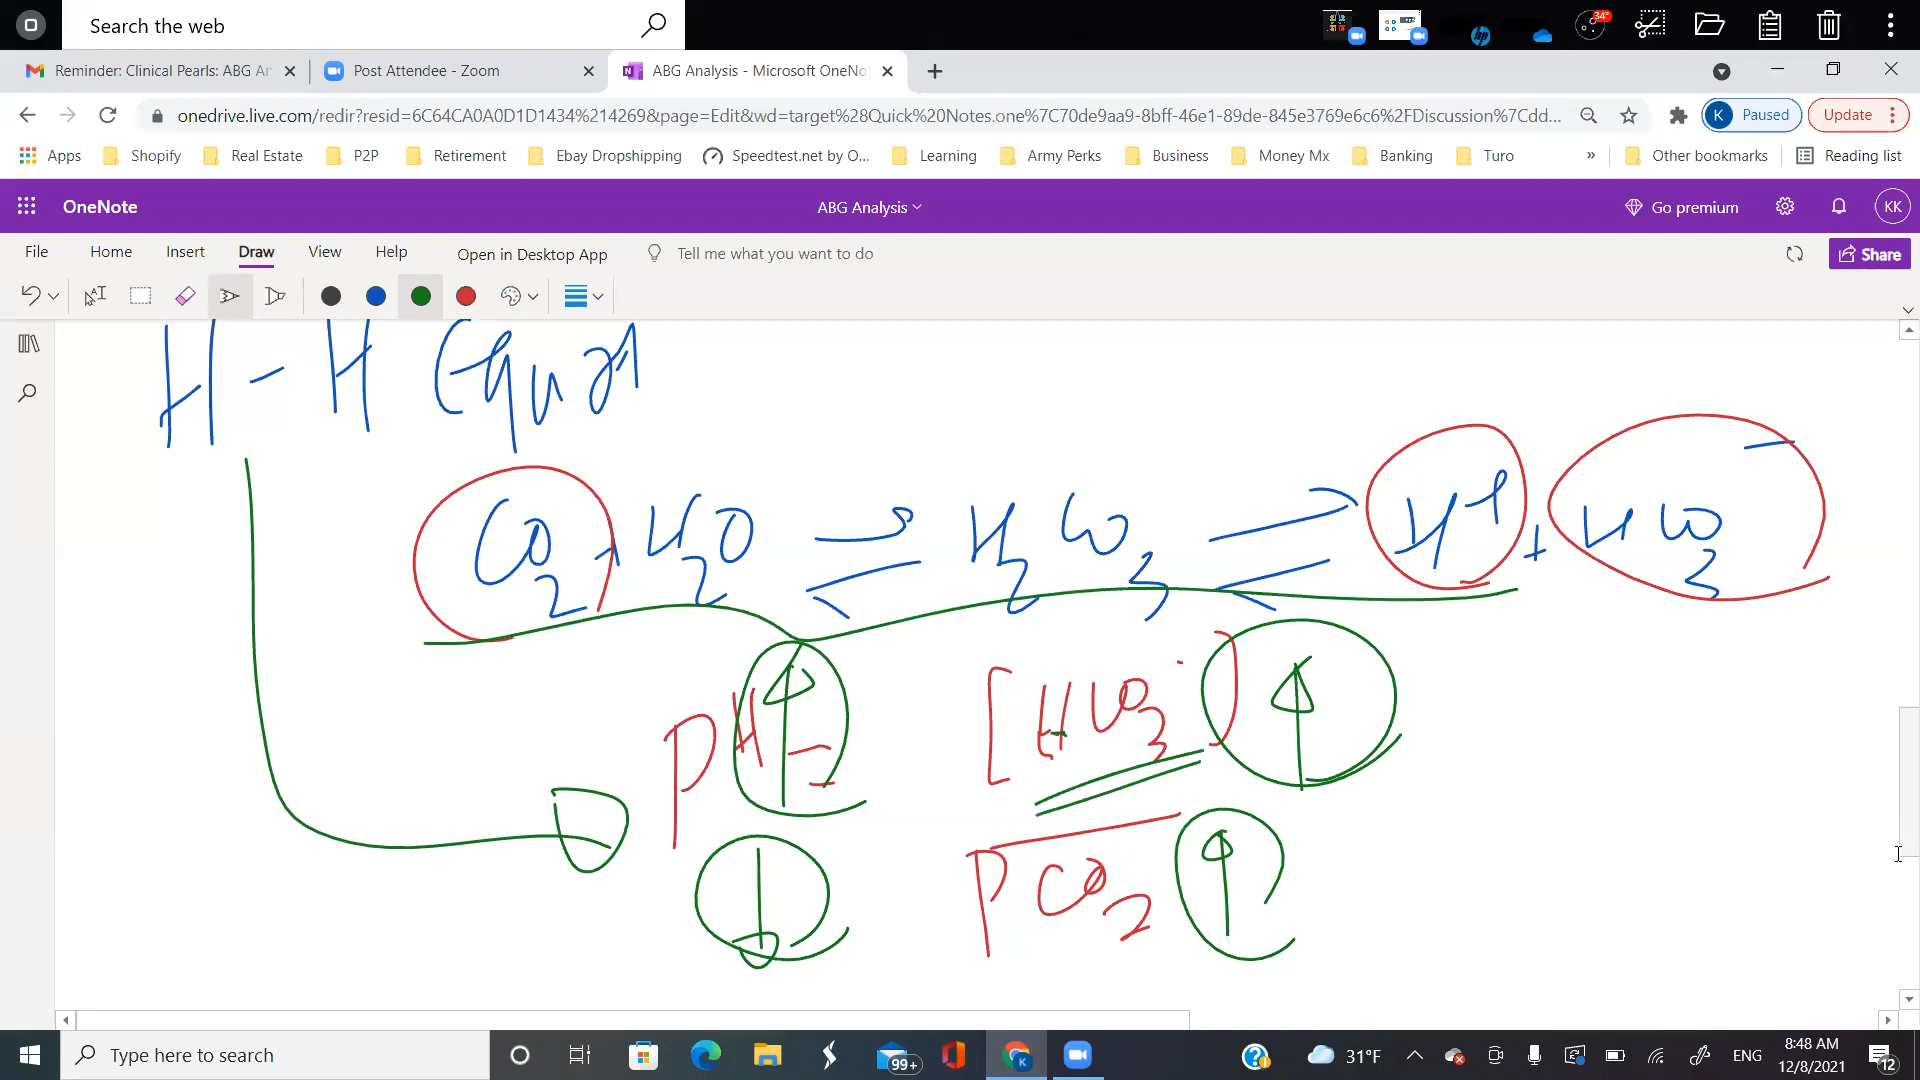 Search the web
34°
Reminder: Clinical Pearls: ABG Ar
Post Attendee - Zoom
ABG Analysis - Microsoft OneNo
onedrive.live.com/redir?resid=6C64CA0A0D1D1434%214269&page=Edit&wd=target%28Quick%20Notes.one%7C70de9aa9-8bff-46e1-89de-845e3769e6c6%2FDiscussion%7Cdd...
K Paused
Update
Apps Shopify Real Estate P2P Retirement Ebay Dropshipping Speedtest.net by O... Learning Army Perks Business Money Mx Banking Turo » Other bookmarks Reading list
OneNote
ABG Analysis
Go premium
KK
File Home Insert Draw View Help Open in Desktop App Tell me what you want to do
Share
H - H Equat
CO2 + H2O ⇌ H2CO3 ⇌ H+ + HCO3−
PH = [HCO3-] ↑
↓ PCO2 ↑
Type here to search
99+
31°F
ENG
8:48 AM
12/8/2021
12